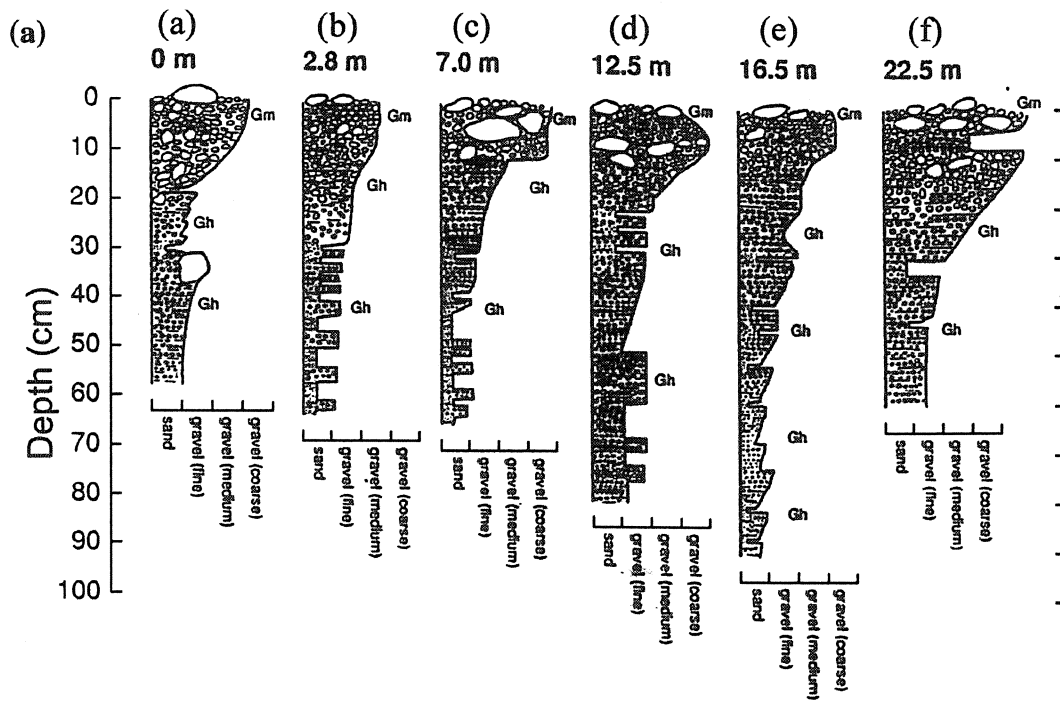 (a)
(a) (b) (c) (d) (e) (f)
0 m 2.8 m 7.0 m 12.5 m 16.5 m 22.5 m
Depth (cm)
0
10
20
30
40
50
60
70
80
90
100
Gm
Gh
Gh
sand
gravel (fine)
gravel (medium)
gravel (coarse)
Gm
Gh
Gh
sand
gravel (fine)
gravel (medium)
gravel (coarse)
Gm
Gh
Gh
sand
gravel (fine)
gravel (medium)
gravel (coarse)
Gm
Gh
Gh
sand
gravel (fine)
gravel (medium)
gravel (coarse)
Gm
Gh
Gh
Gh
Gh
sand
gravel (fine)
gravel (medium)
gravel (coarse)
Gm
Gh
Gh
sand
gravel (fine)
gravel (medium)
gravel (coarse)